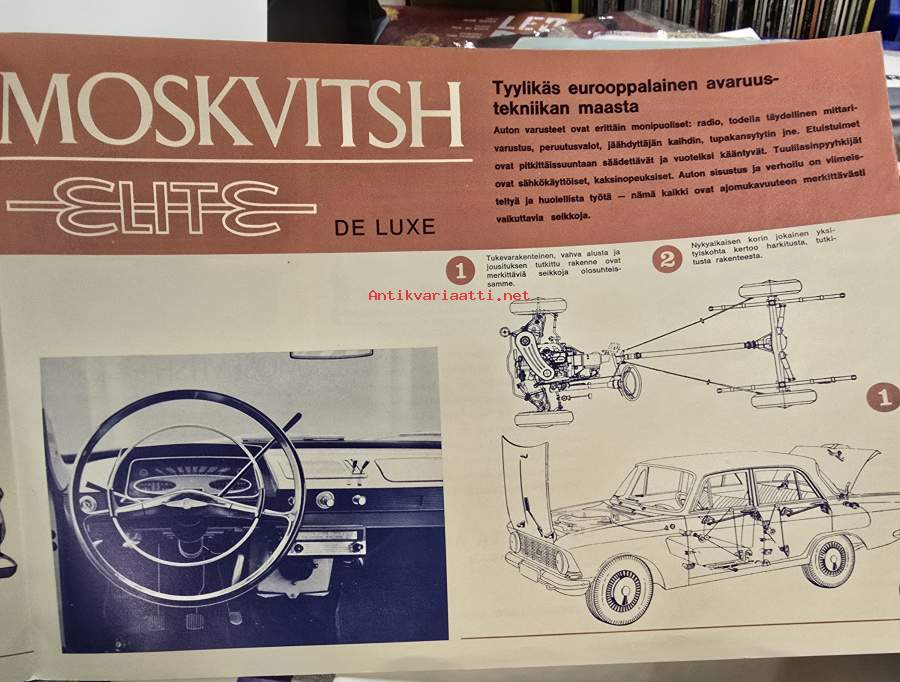 LED
MOSKVITSH
ELITE
DE LUXE
Tyylikäs eurooppalainen avaruus-
tekniikan maasta
Auton varusteet ovat erittäin monipuoliset: radio, todella täydellinen mittari-
varustus, peruutusvalot, jäähdyttäjän kaihdin, tupakansytytin jne. Etuistuimet
ovat pitkittäissuuntaan säädettävät ja vuoteiksi kääntyvät. Tuulilasinpyyhkijät
ovat sähkökäyttöiset, kaksinopeuksiset. Auton sisustus ja verhoilu on viimeis-
teltyä ja huolellista työtä — nämä kaikki ovat ajomukavuuteen merkittävästi
vaikuttavia seikkoja.
1
Tukevarakenteinen, vahva alusta ja
jousituksen tutkittu rakenne ovat
merkittäviä seikkoja olosuhteis-
samme.
2
Nykyaikaisen korin jokainen yksi-
tyiskohta kertoo harkitusta, tutki-
tusta rakenteesta.
Antikvariaatti.net
1